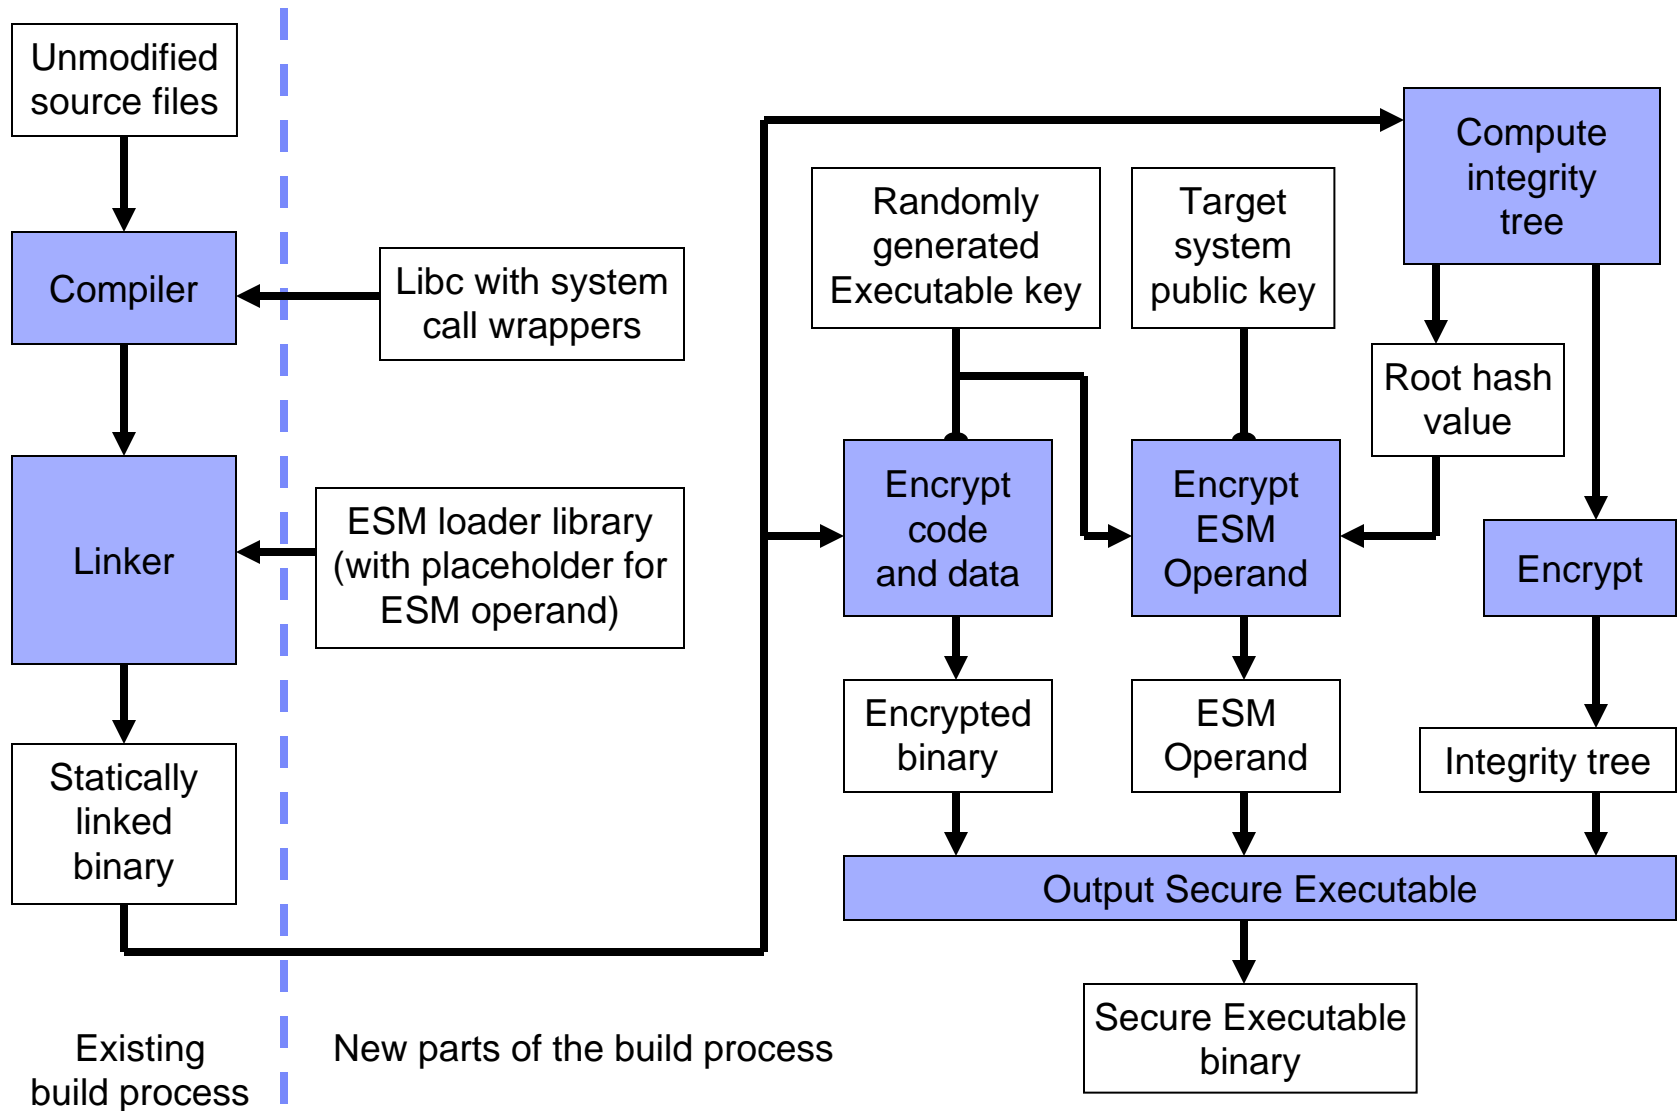 Unmodified
source files
Compiler
Libc with system
call wrappers
Linker
ESM loader library
(with placeholder for
ESM operand)
Statically
linked
binary
Existing
build process
New parts of the build process
Randomly
generated
Executable key
Target
system
public key
Compute
integrity
tree
Root hash
value
Encrypt
code
and data
Encrypt
ESM
Operand
Encrypt
Encrypted
binary
ESM
Operand
Integrity tree
Output Secure Executable
Secure Executable
binary